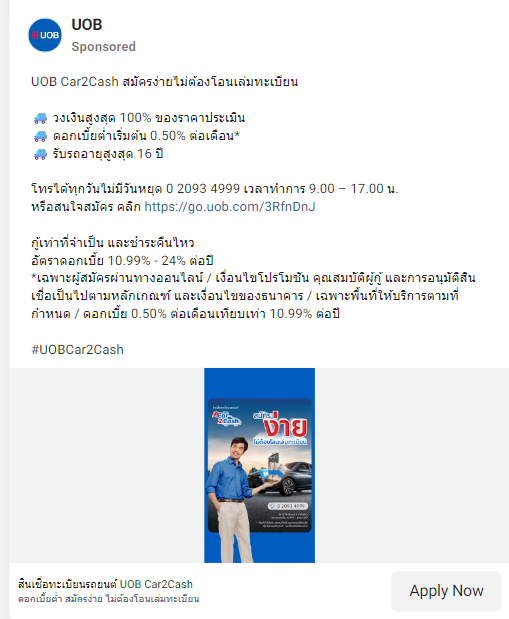 UOB
UOB
Sponsored
UOB Car2Cash สมัครง่ายไม่ต้องโอนเล่มทะเบียน
🚙 วงเงินสูงสุด 100% ของราคาประเมิน
🚙 ดอกเบี้ยต่ำเริ่มต้น 0.50% ต่อเดือน*
🚙 รับรถอายุสูงสุด 16 ปี
โทรได้ทุกวันไม่มีวันหยุด 0 2093 4999 เวลาทำการ 9.00 – 17.00 น.
หรือสนใจสมัคร คลิก https://go.uob.com/3RfnDnJ
กู้เท่าที่จำเป็น และชำระคืนไหว
อัตราดอกเบี้ย 10.99% - 24% ต่อปี
*เฉพาะผู้สมัครผ่านทางออนไลน์ / เงื่อนไขโปรโมชัน คุณสมบัติผู้กู้ และการอนุมัติสิน
เชื่อเป็นไปตามหลักเกณฑ์ และเงื่อนไขของธนาคาร / เฉพาะพื้นที่ให้บริการตามที่
กำหนด / ดอกเบี้ย 0.50% ต่อเดือนเทียบเท่า 10.99% ต่อปี
#UOBCar2Cash
Car
2Cash
สมัคร
ง่าย
ไม่ต้องโอนเล่มทะเบียน
0 2093 4999
สินเชื่อทะเบียนรถยนต์ UOB Car2Cash
ดอกเบี้ยต่ำ สมัครง่าย ไม่ต้องโอนเล่มทะเบียน
Apply Now